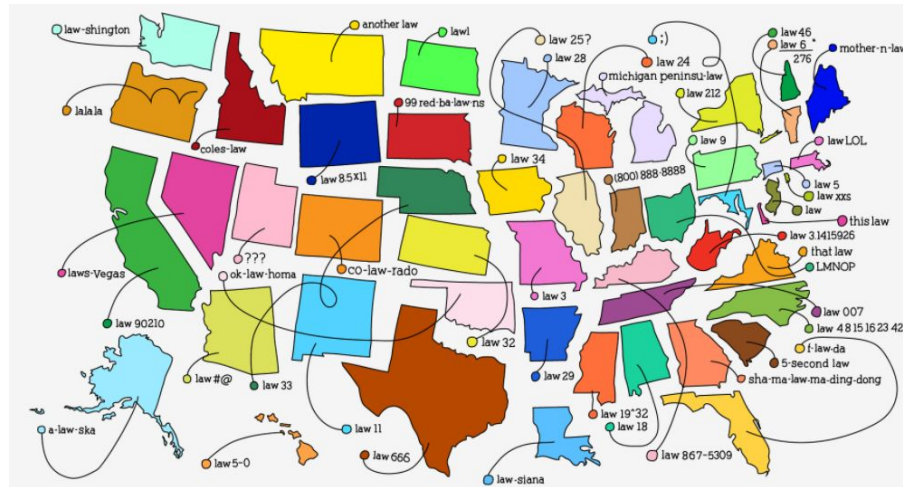 law-shington
another law
lawl
law 25?
;)
law 46
law 6*
276
mother-n-law
law 28
law 24
michigan peninsu-law
law 212
lalala
99 red-ba-law-ns
coles-law
law 8.5x11
law 34
(800) 888-8888
law 9
law LOL
law 5
law xxs
law
this law
law 3.1415926
that law
LMNOP
laws-Vegas
???
ok-law-homa
co-law-rado
law 3
law 007
law 4 8 15 16 23 42
law 90210
law 32
f-law-da
5-second law
law #@
law 33
law 29
sha-ma-law-ma-ding-dong
a-law-ska
law 5-0
law 11
law 666
law 19*32
law 18
law 867-5309
law-siana